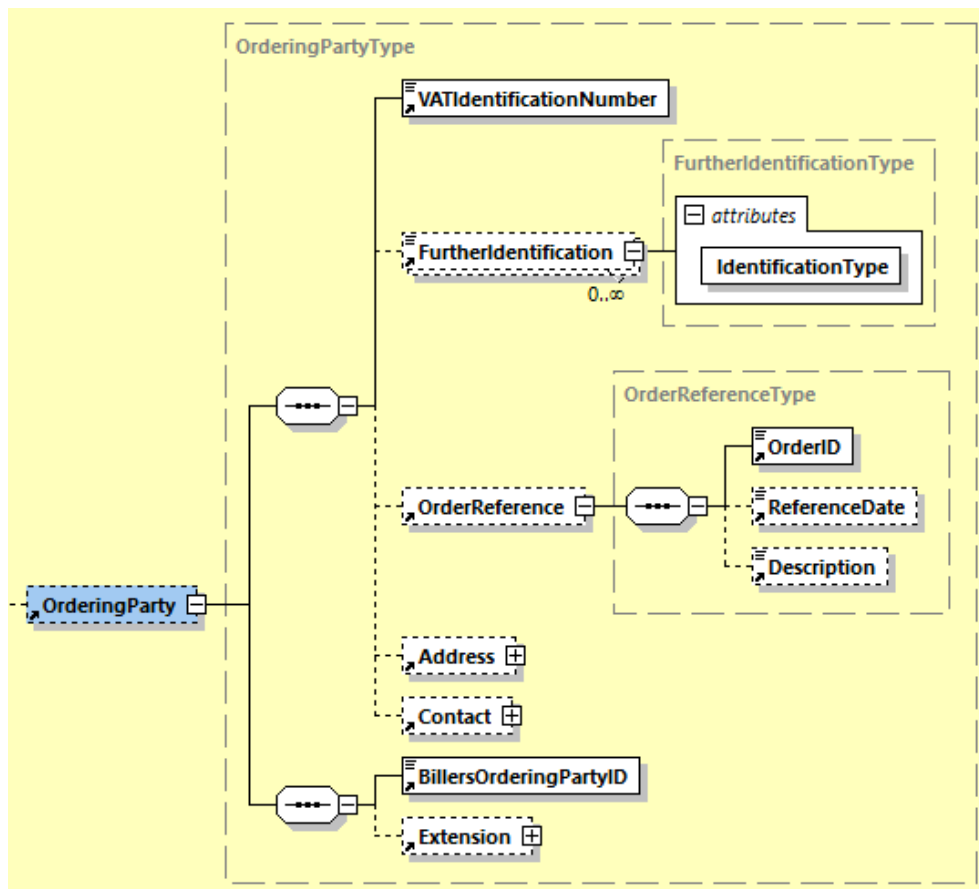 OrderingPartyType
VATIdentificationNumber
FurtherIdentificationType
attributes
FurtherIdentification
IdentificationType
0..∞
OrderReferenceType
OrderID
OrderReference
ReferenceDate
Description
OrderingParty
Address
Contact
BillersOrderingPartyID
Extension